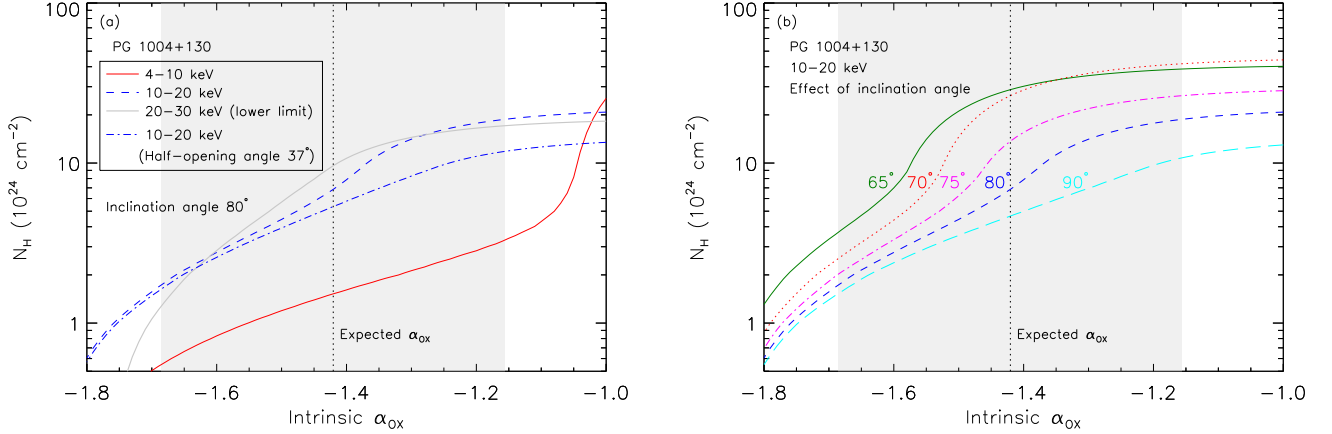 (a)
PG 1004+130
4−10 keV
10−20 keV
20−30 keV (lower limit)
10−20 keV
(Half-opening angle 37°)
Inclination angle 80°
Expected αox
100
10
1
N_H (10^24 cm^−2)
−1.8 −1.6 −1.4 −1.2 −1.0
Intrinsic αox
(b)
PG 1004+130
10−20 keV
Effect of inclination angle
65° 70° 75° 80° 90°
Expected αox
100
10
1
N_H (10^24 cm^−2)
−1.8 −1.6 −1.4 −1.2 −1.0
Intrinsic αox